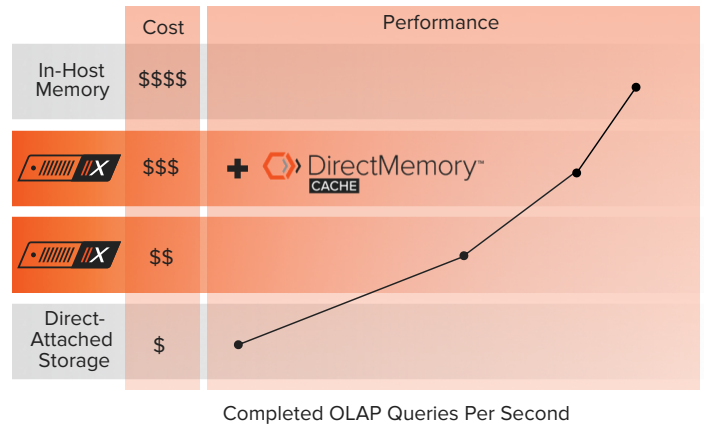 Cost
Performance
In-Host
Memory
$$$$
//X
$$$
+
DirectMemory™
CACHE
//X
$$
Direct-
Attached
Storage
$
Completed OLAP Queries Per Second